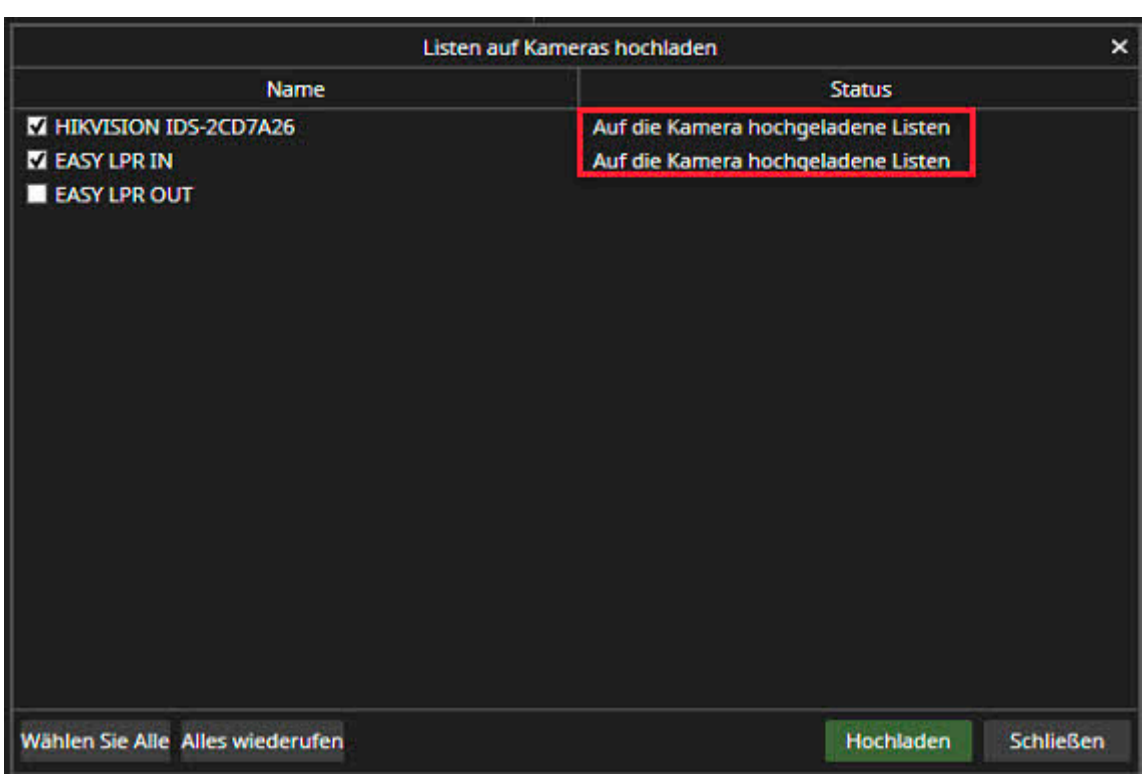 Listen auf Kameras hochladen
Name Status
HIKVISION IDS-2CD7A26 Auf die Kamera hochgeladene Listen
EASY LPR IN Auf die Kamera hochgeladene Listen
EASY LPR OUT
Wählen Sie Alle Alles wiederufen Hochladen Schließen